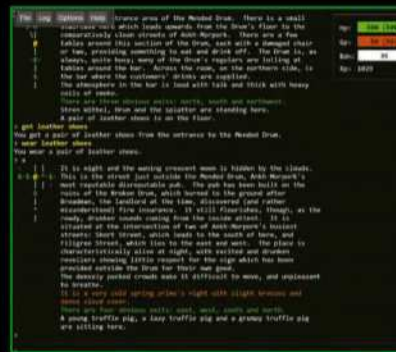 File Log Options Help
trance area of the Mended Drum. There is a small
which leads upwards from the Drum's floor to the
comparatively clean streets of Ankh-Morpork. There are a few
tables around this section of the Drum, each with a damaged chair
or two, providing something to eat and drink off. The Drum is, as
always, quite busy; many of the Drum's regulars are lolling at
tables around the bar. Across the room, on the northern side, is
the bar where the customers' drinks are supplied.
The atmosphere in the bar is loud with talk and thick with heavy
coils of smoke.
There are three obvious exits: north, south and northwest.
Stren Withel, Drum and the splatter are standing here.
A pair of leather shoes is on the floor.
> get leather shoes
You get a pair of leather shoes from the entrance to the Mended Drum.
> wear leather shoes
You wear a pair of leather shoes.
It is night and the waning crescent moon is hidden by the clouds.
This is the street just outside the Mended Drum, Ankh-Morpork's
most reputable disreputable pub. The pub has been built on the
ruins of the Broken Drum, which burned to the ground after
Broadman, the landlord at the time, discovered (and rather
misunderstood) fire insurance. It still flourishes, though, as the
rowdy, drunken sounds coming from the inside attest. It is
situated at the intersection of two of Ankh-Morpork's busiest
streets: Short Street, which leads to the south of here, and
Filigree Street, which lies to the east and west. The place is
characteristically alive at night, with excited and drunken
revellers showing little respect for the sign which has been
provided outside the Drum for their own good.
The densely packed crowds make it difficult to move, and unpleasant
to breathe.
It is a very cold spring prime's night with slight breezes and
dense cloud cover.
There are four obvious exits: east, west, south and north.
A young truffle pig, a lazy truffle pig and a grumpy truffle pig
are sitting here.